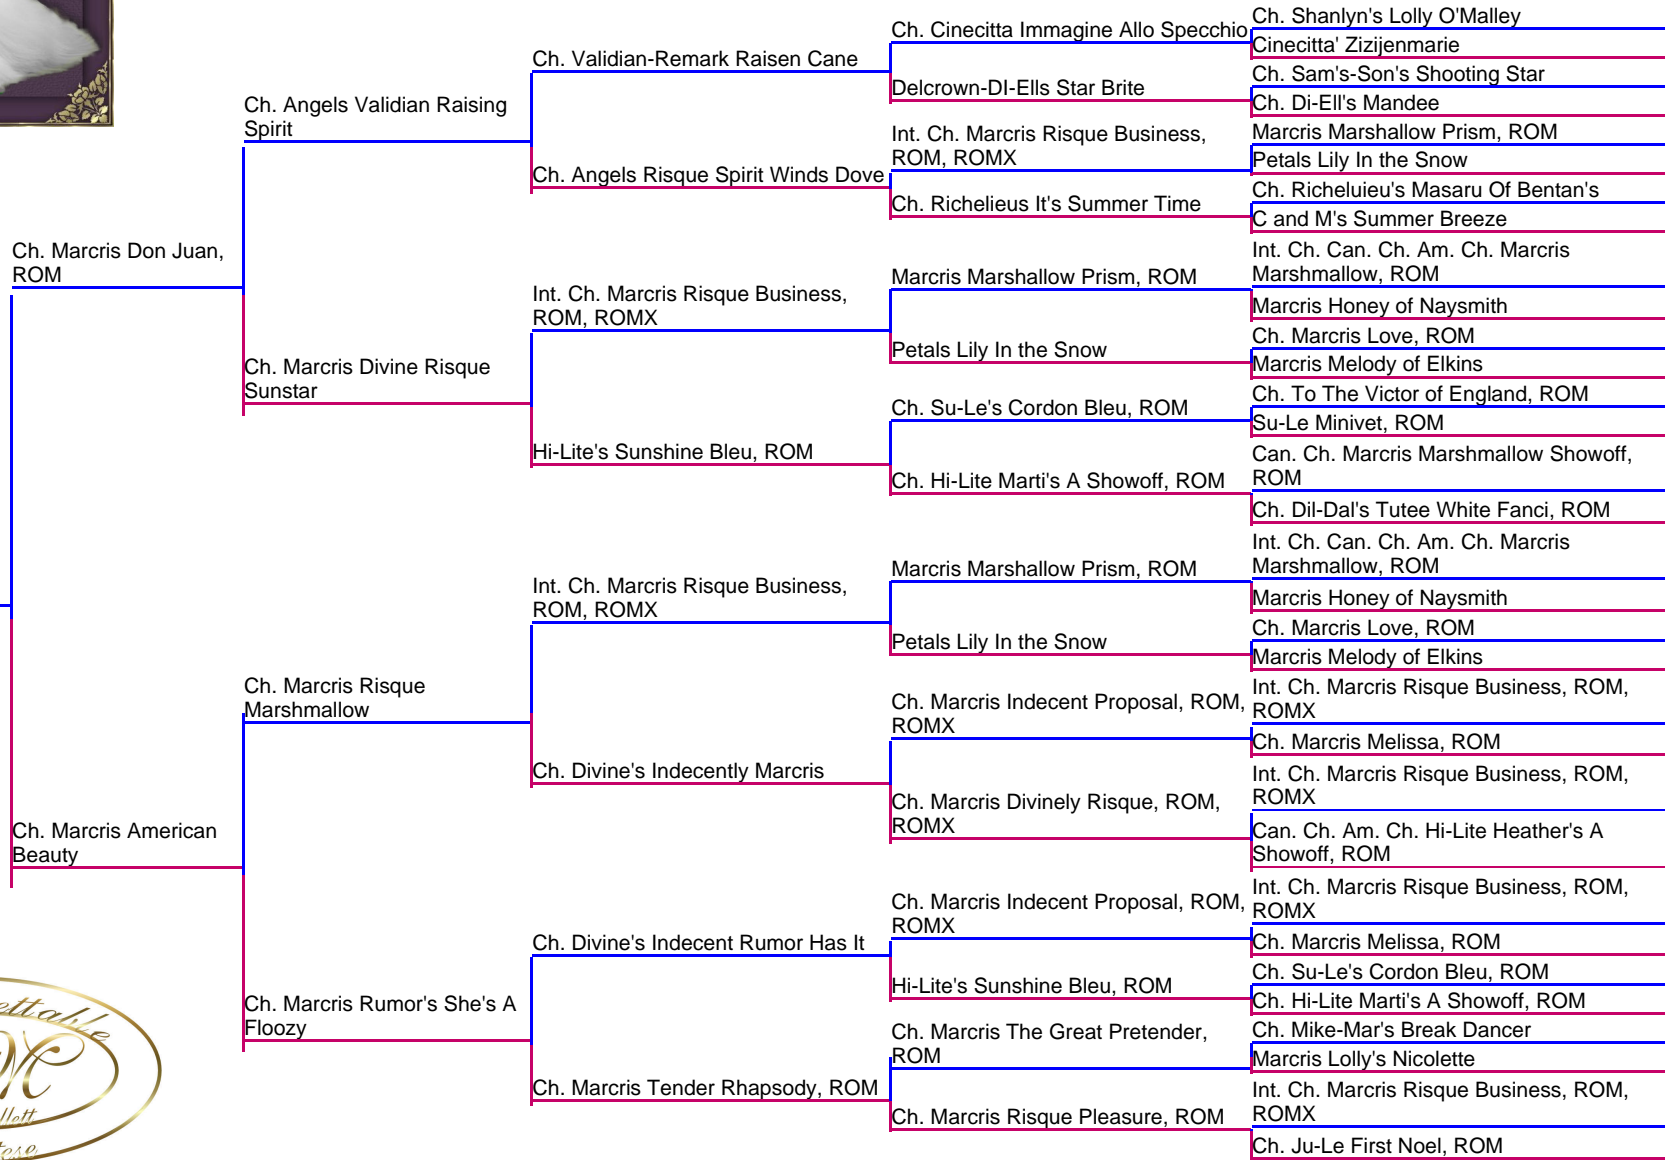 Ch. Marcris Don Juan,
ROM
Ch. Marcris American
Beauty
Ch. Angels Validian Raising
Spirit
Ch. Marcris Divine Risque
Sunstar
Ch. Marcris Risque
Marshmallow
Ch. Marcris Rumor's She's A
Floozy
Ch. Validian-Remark Raisen Cane
Ch. Angels Risque Spirit Winds Dove
Int. Ch. Marcris Risque Business,
ROM, ROMX
Hi-Lite's Sunshine Bleu, ROM
Int. Ch. Marcris Risque Business,
ROM, ROMX
Ch. Divine's Indecently Marcris
Ch. Divine's Indecent Rumor Has It
Ch. Marcris Tender Rhapsody, ROM
Ch. Cinecitta Immagine Allo Specchio
Delcrown-DI-Ells Star Brite
Int. Ch. Marcris Risque Business,
ROM, ROMX
Ch. Richelieus It's Summer Time
Marcris Marshallow Prism, ROM
Petals Lily In the Snow
Ch. Su-Le's Cordon Bleu, ROM
Ch. Hi-Lite Marti's A Showoff, ROM
Marcris Marshallow Prism, ROM
Petals Lily In the Snow
Ch. Marcris Indecent Proposal, ROM,
ROMX
Ch. Marcris Divinely Risque, ROM,
ROMX
Ch. Marcris Indecent Proposal, ROM,
ROMX
Hi-Lite's Sunshine Bleu, ROM
Ch. Marcris The Great Pretender,
ROM
Ch. Marcris Risque Pleasure, ROM
Ch. Shanlyn's Lolly O'Malley
Cinecitta' Zizijenmarie
Ch. Sam's-Son's Shooting Star
Ch. Di-Ell's Mandee
Marcris Marshallow Prism, ROM
Petals Lily In the Snow
Ch. Richeluieu's Masaru Of Bentan's
C and M's Summer Breeze
Int. Ch. Can. Ch. Am. Ch. Marcris
Marshmallow, ROM
Marcris Honey of Naysmith
Ch. Marcris Love, ROM
Marcris Melody of Elkins
Ch. To The Victor of England, ROM
Su-Le Minivet, ROM
Can. Ch. Marcris Marshmallow Showoff,
ROM
Ch. Dil-Dal's Tutee White Fanci, ROM
Int. Ch. Can. Ch. Am. Ch. Marcris
Marshmallow, ROM
Marcris Honey of Naysmith
Ch. Marcris Love, ROM
Marcris Melody of Elkins
Int. Ch. Marcris Risque Business, ROM,
ROMX
Ch. Marcris Melissa, ROM
Int. Ch. Marcris Risque Business, ROM,
ROMX
Can. Ch. Am. Ch. Hi-Lite Heather's A
Showoff, ROM
Int. Ch. Marcris Risque Business, ROM,
ROMX
Ch. Marcris Melissa, ROM
Ch. Su-Le's Cordon Bleu, ROM
Ch. Hi-Lite Marti's A Showoff, ROM
Ch. Mike-Mar's Break Dancer
Marcris Lolly's Nicolette
Int. Ch. Marcris Risque Business, ROM,
ROMX
Ch. Ju-Le First Noel, ROM